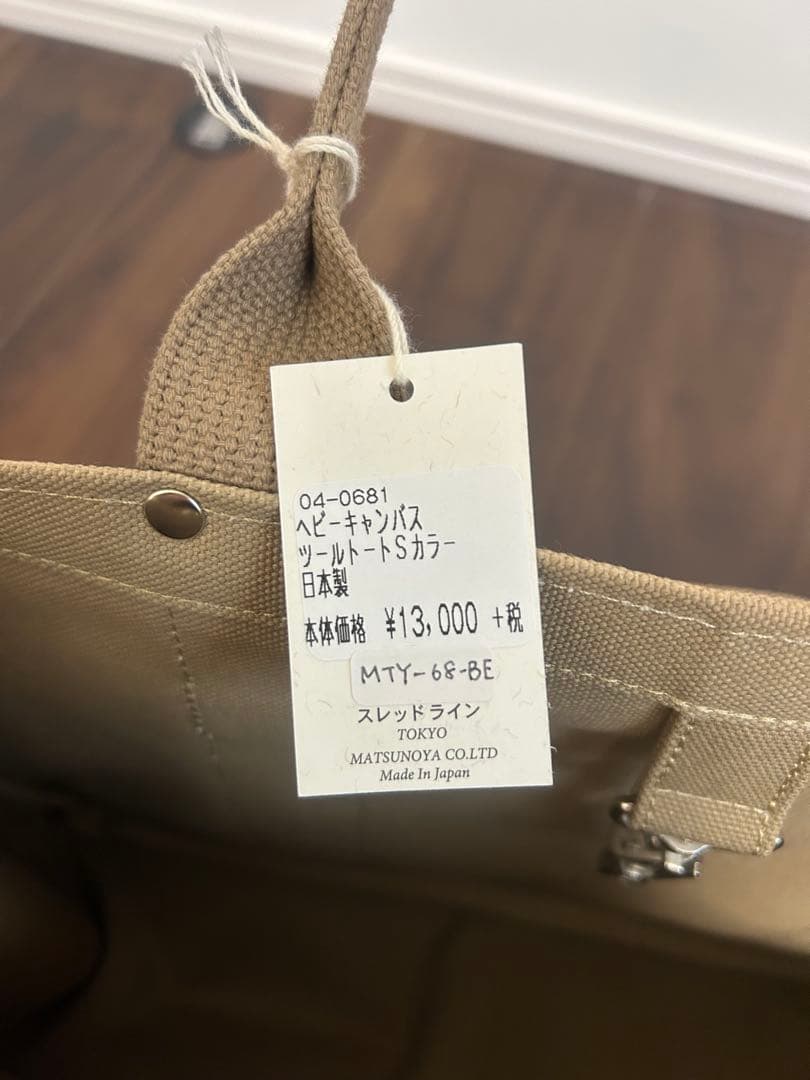 04-0681
ヘビーキャンバス
ツールトートSカラー
日本製
本体価格 ¥13,000 +税
MTY-68-BE
スレッドライン
TOKYO
MATSUNOYA CO.LTD
Made In Japan